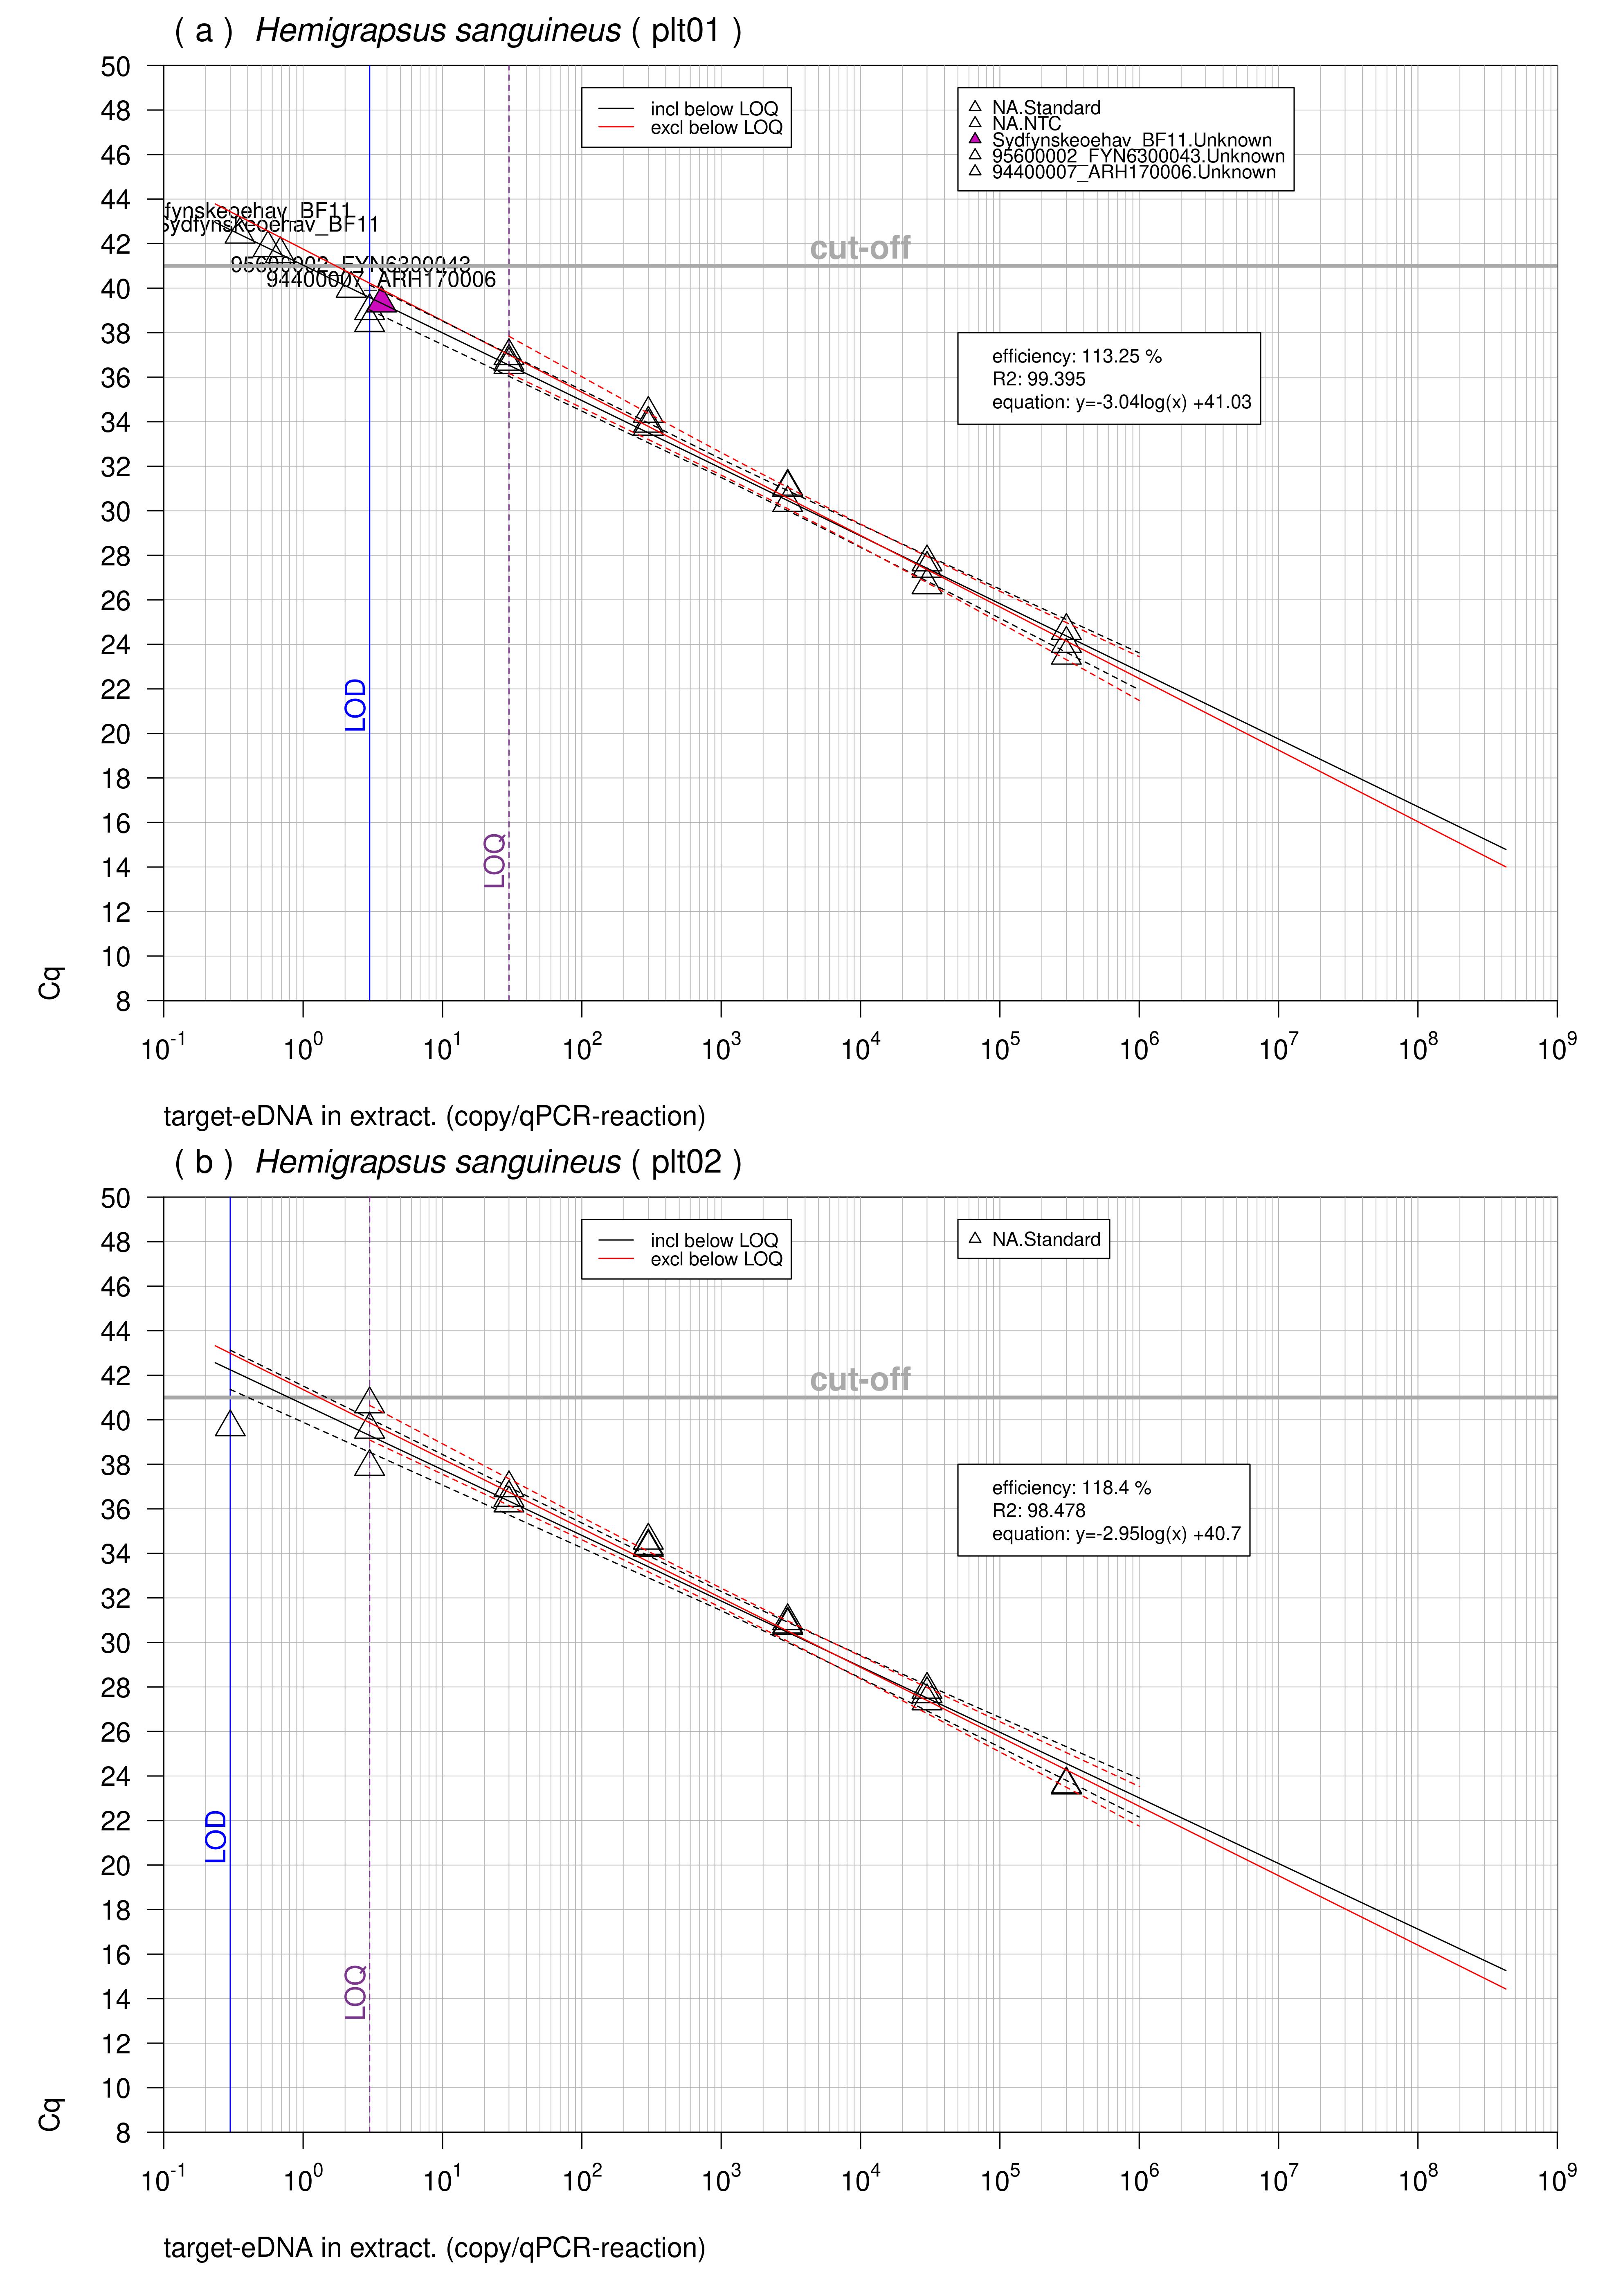 ( a ) Hemigrapsus sanguineus ( plt01 )
50
48
46
44
42
40
38
36
34
32
30
28
26
24
22
20
18
16
14
12
10
8
Cq
incl below LOQ
excl below LOQ
NA.Standard
NA.NTC
Sydfynskeoehav_BF11.Unknown
95600002_FYN6300043.Unknown
94400007_ARH170006.Unknown
fynskeoehav_BF11
Sydfynskeoehav_BF11
cut-off
95600002_FYN6300043
94400007_ARH170006
efficiency: 113.25 %
R2: 99.395
equation: y=-3.04log(x) +41.03
LOD
LOQ
10-1 100 101 102 103 104 105 106 107 108 109
target-eDNA in extract. (copy/qPCR-reaction)
( b ) Hemigrapsus sanguineus ( plt02 )
50
48
46
44
42
40
38
36
34
32
30
28
26
24
22
20
18
16
14
12
10
8
Cq
incl below LOQ
excl below LOQ
NA.Standard
cut-off
efficiency: 118.4 %
R2: 98.478
equation: y=-2.95log(x) +40.7
LOD
LOQ
10-1 100 101 102 103 104 105 106 107 108 109
target-eDNA in extract. (copy/qPCR-reaction)